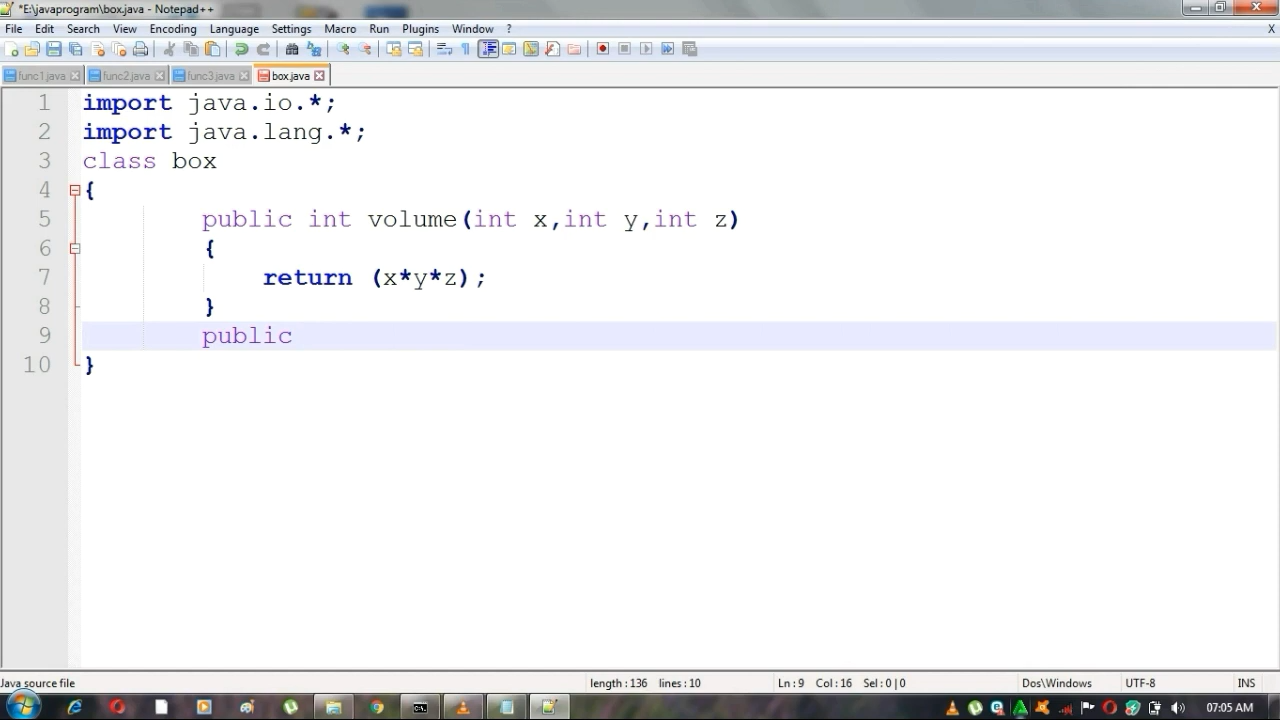 *E:\javaprogram\box.java - Notepad++
File Edit Search View Encoding Language Settings Macro Run Plugins Window ? X
func1.java func2.java func3.java box.java
1 import java.io.*;
2 import java.lang.*;
3 class box
4 {
5 public int volume(int x,int y,int z)
6 {
7 return (x*y*z);
8 }
9 public
10 }
Java source file length : 136 lines : 10 Ln : 9 Col : 16 Sel : 0 | 0 Dos\Windows UTF-8 INS
07:05 AM